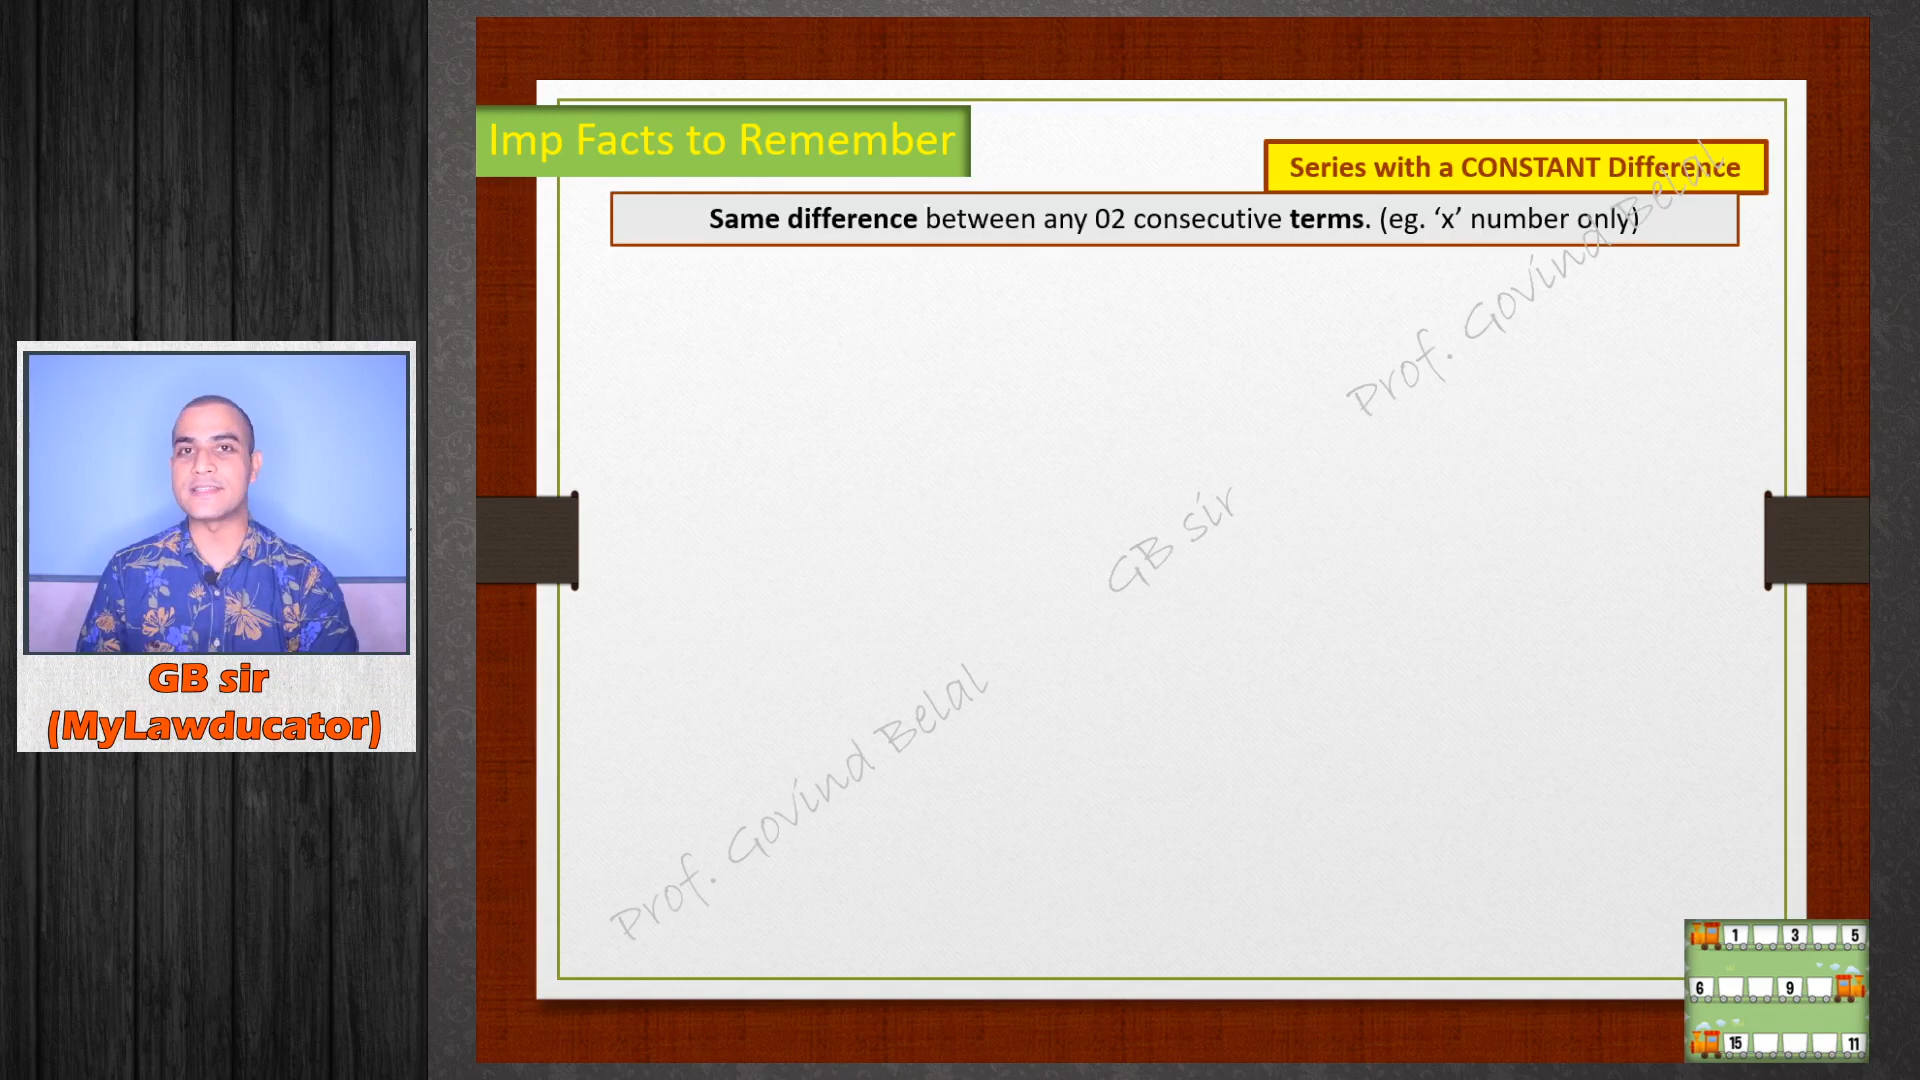 Imp Facts to Remember
Series with a CONSTANT Difference
Same difference between any 02 consecutive terms. (eg. ‘x’ number only)
Prof. Govind Belal
GB sir
Prof. Govind Belal
GB sir
(MyLawducator)
1 3 5
6 9
15 11